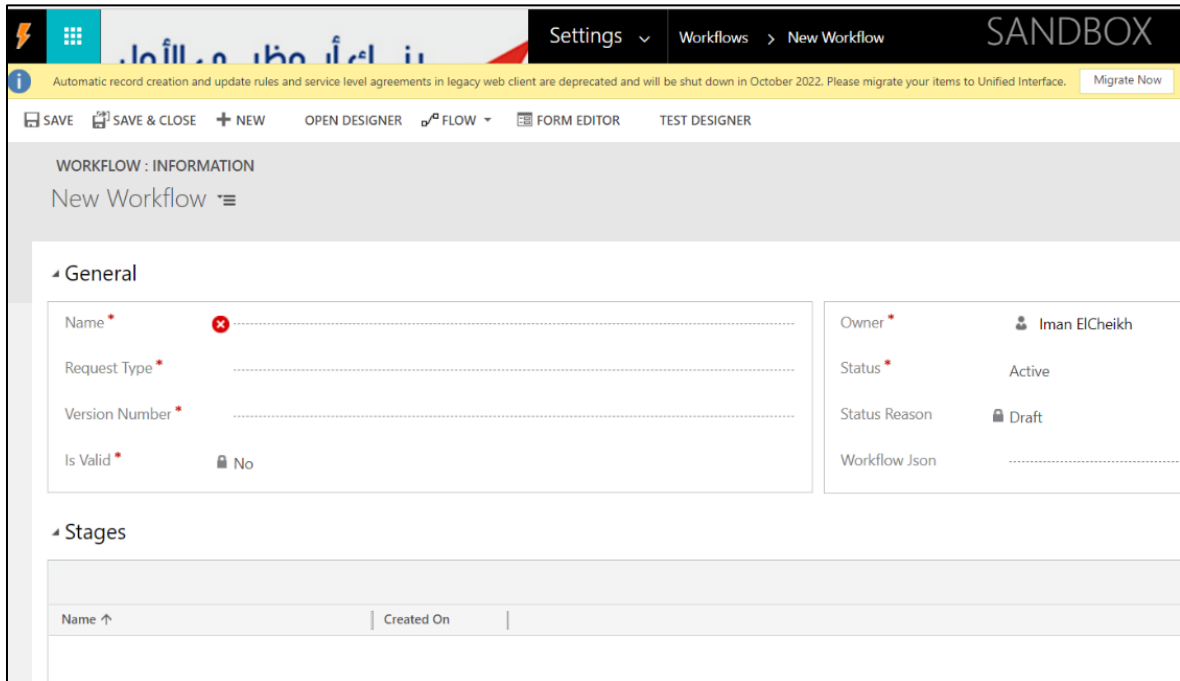 بنك أبوظبي الأول
Settings Workflows > New Workflow SANDBOX
Automatic record creation and update rules and service level agreements in legacy web client are deprecated and will be shut down in October 2022. Please migrate your items to Unified Interface. Migrate Now
SAVE SAVE & CLOSE + NEW OPEN DESIGNER FLOW FORM EDITOR TEST DESIGNER
WORKFLOW : INFORMATION
New Workflow
General
Name * Owner * Iman ElCheikh
Request Type * Status * Active
Version Number * Status Reason Draft
Is Valid * No Workflow Json
Stages
Name ↑ Created On